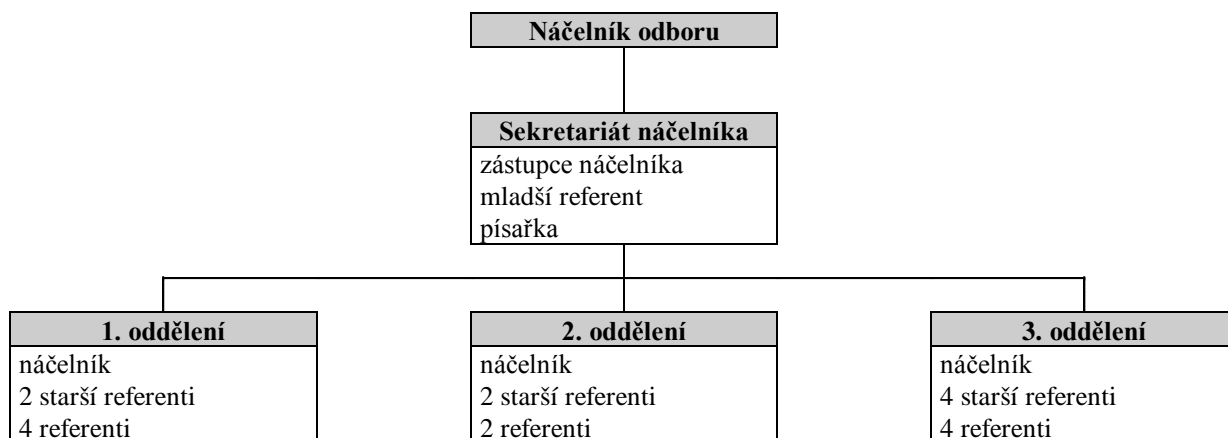 Náčelník odboru
Sekretariát náčelníka
zástupce náčelníka
mladší referent
písařka
1. oddělení
náčelník
2 starší referenti
4 referenti
2. oddělení
náčelník
2 starší referenti
2 referenti
3. oddělení
náčelník
4 starší referenti
4 referenti